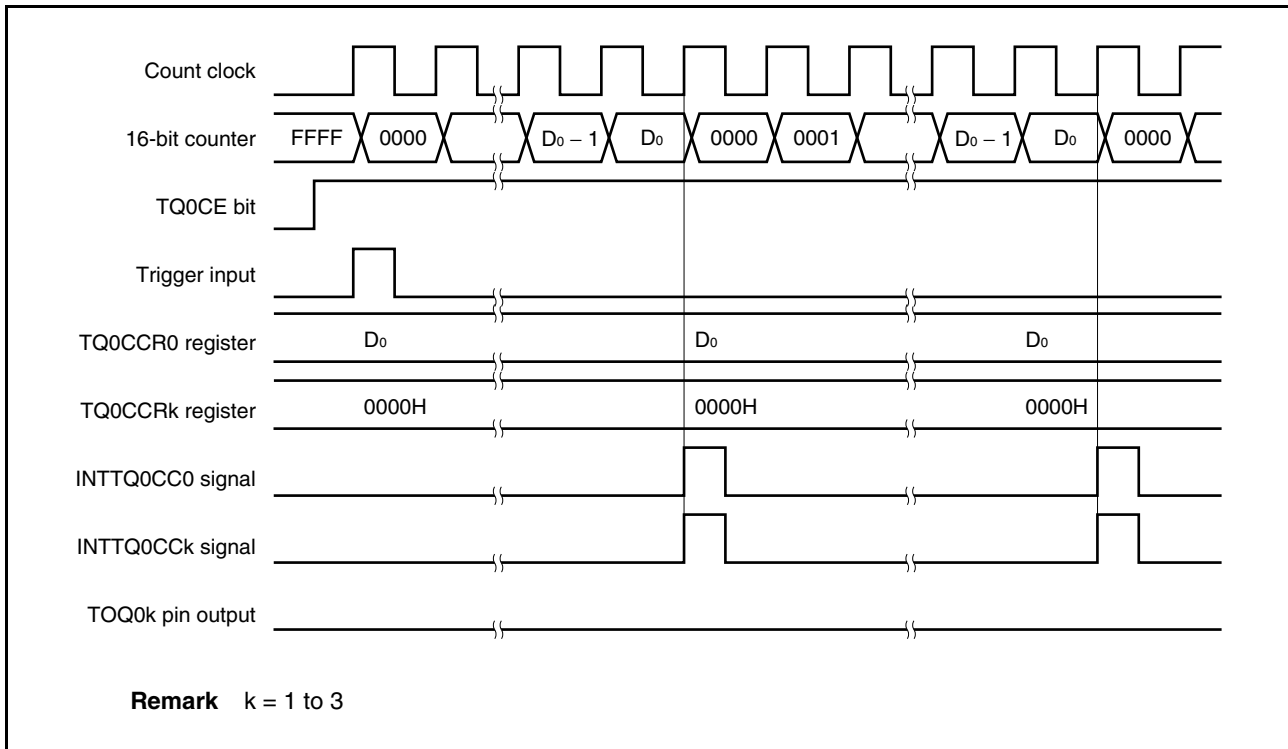 Count clock
16-bit counter FFFF 0000 D₀ − 1 D₀ 0000 0001 D₀ − 1 D₀ 0000
TQ0CE bit
Trigger input
TQ0CCR0 register D₀ D₀ D₀
TQ0CCRk register 0000H 0000H 0000H
INTTQ0CC0 signal
INTTQ0CCk signal
TOQ0k pin output
Remark k = 1 to 3